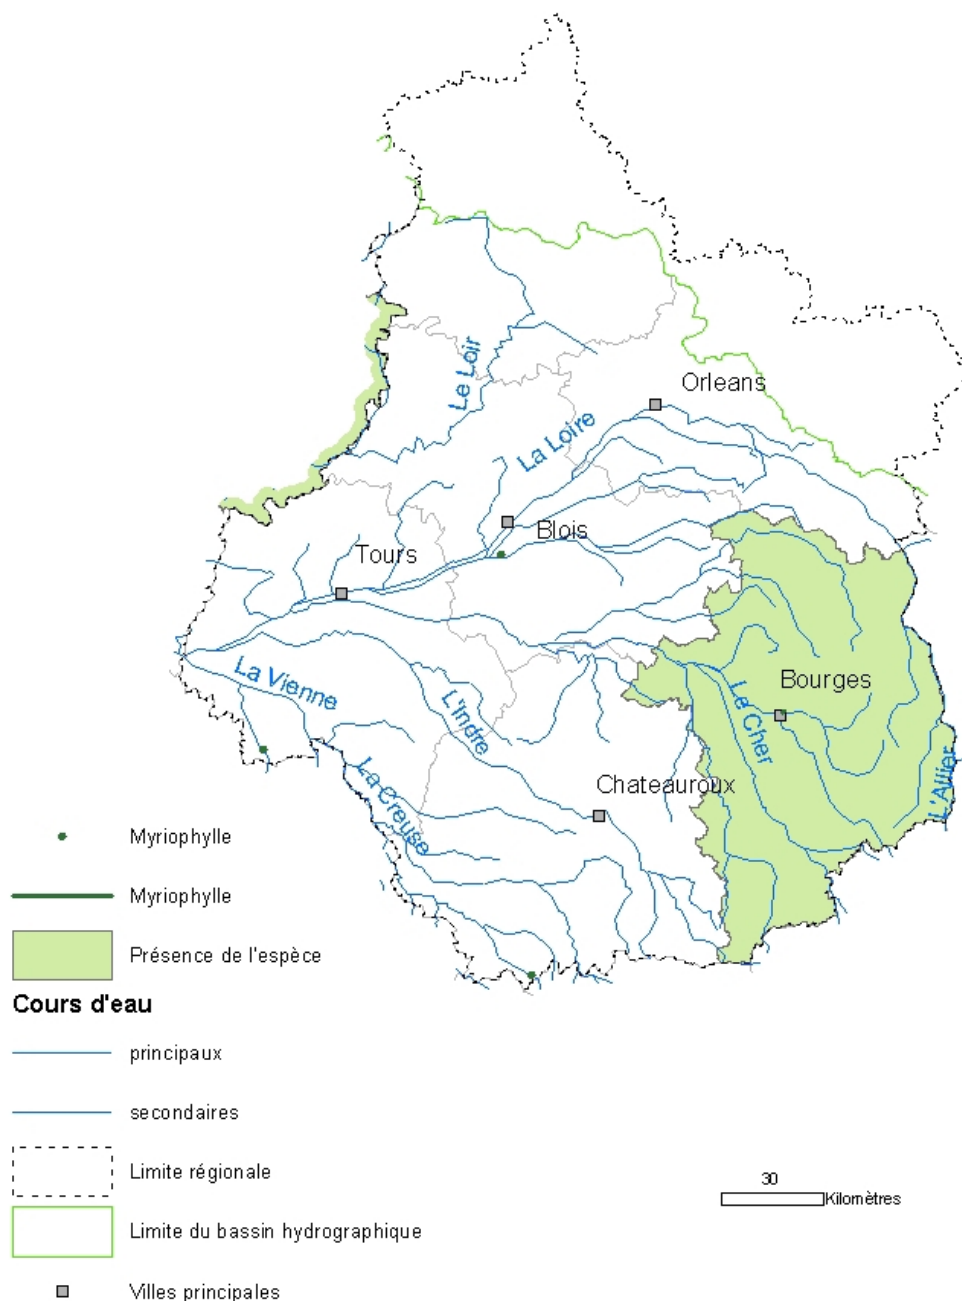 Le Loir
Orleans
La Loire
Blois
Tours
La Vienne
L'Indre
Bourges
Le Cher
La Creuse
Chateauroux
L'Allier
Myriophylle
Myriophylle
Présence de l'espèce
Cours d'eau
principaux
secondaires
Limite régionale
30
Kilomètres
Limite du bassin hydrographique
Villes principales